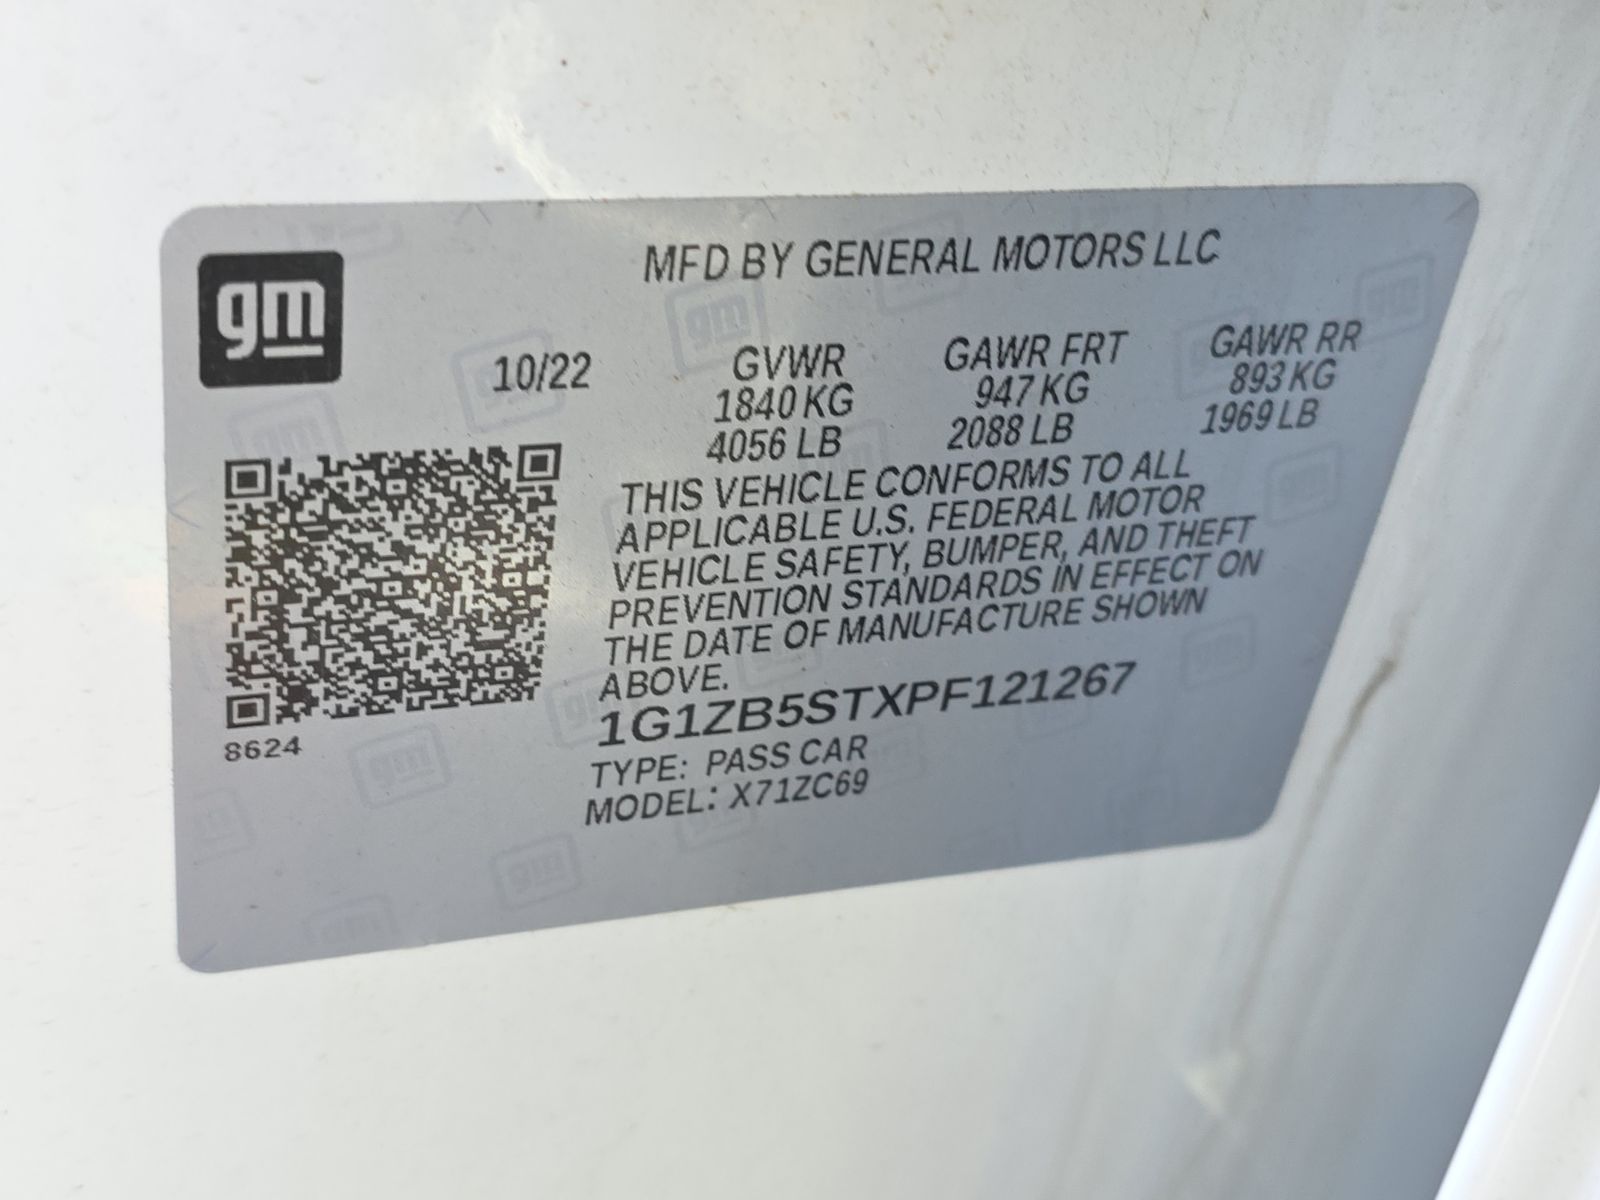 gm
MFD BY GENERAL MOTORS LLC
10/22 GVWR GAWR FRT GAWR RR
1840 KG 947 KG 893 KG
4056 LB 2088 LB 1969 LB
THIS VEHICLE CONFORMS TO ALL
APPLICABLE U.S. FEDERAL MOTOR
VEHICLE SAFETY, BUMPER, AND THEFT
PREVENTION STANDARDS IN EFFECT ON
THE DATE OF MANUFACTURE SHOWN
ABOVE.
1G1ZB5STXPF121267
TYPE: PASS CAR
MODEL: X71ZC69
8624